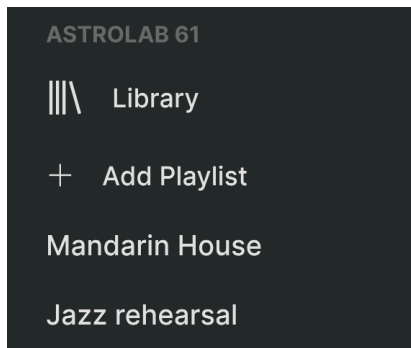 ASTROLAB 61
Library
Add Playlist
Mandarin House
Jazz rehearsal